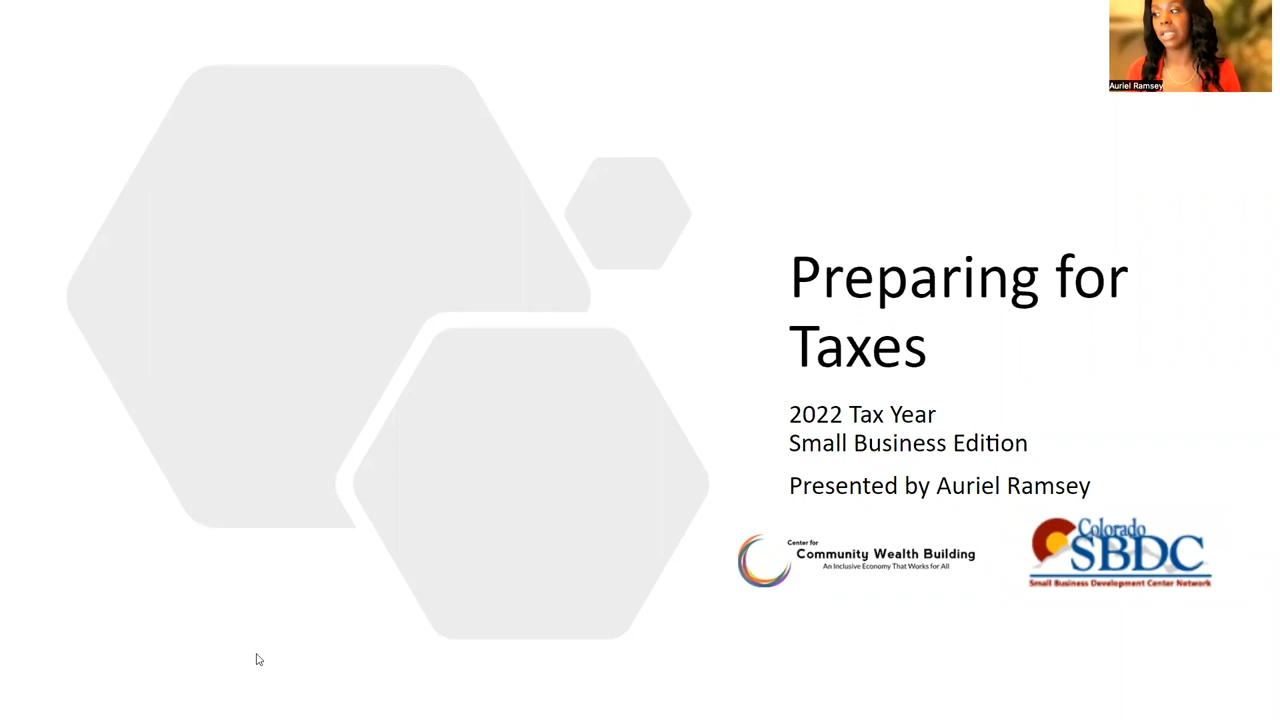 Auriel Ramsey
Preparing for
Taxes
2022 Tax Year
Small Business Edition
Presented by Auriel Ramsey
Center for
Community Wealth Building
An Inclusive Economy That Works for All
Colorado
SBDC
Small Business Development Center Network